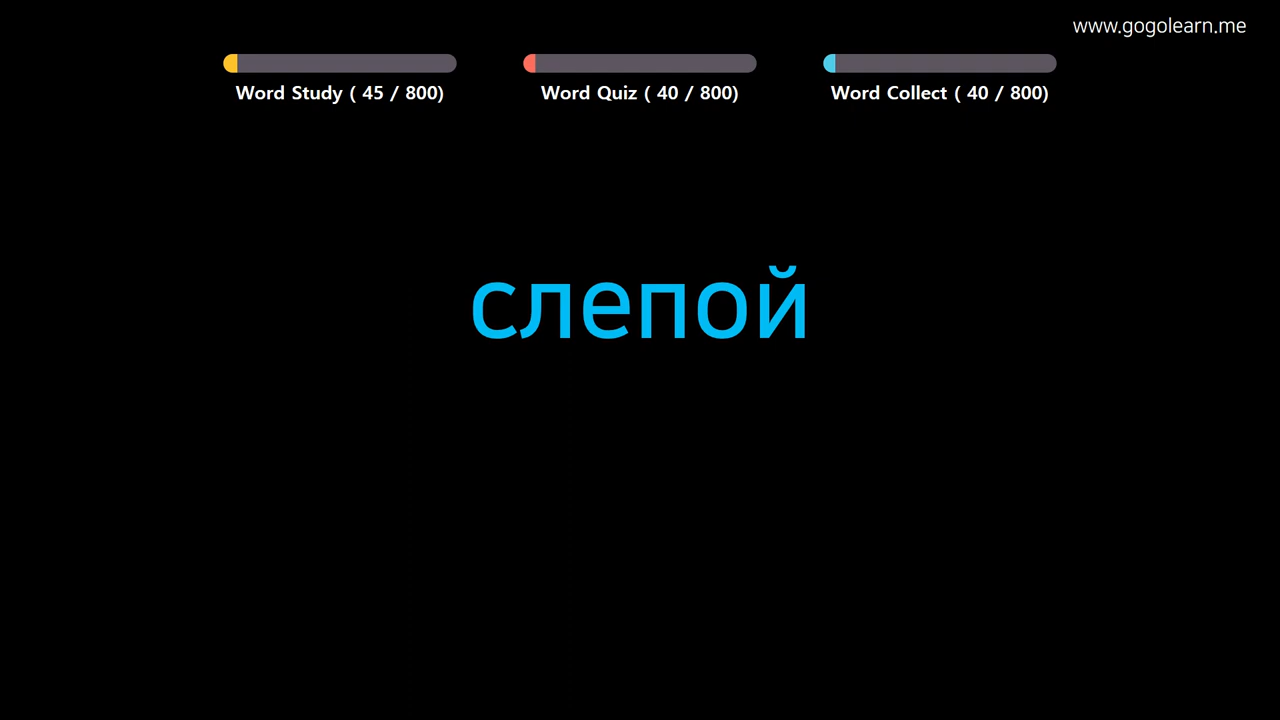 www.gogolearn.me
Word Study ( 45 / 800)
Word Quiz ( 40 / 800)
Word Collect ( 40 / 800)
слепой